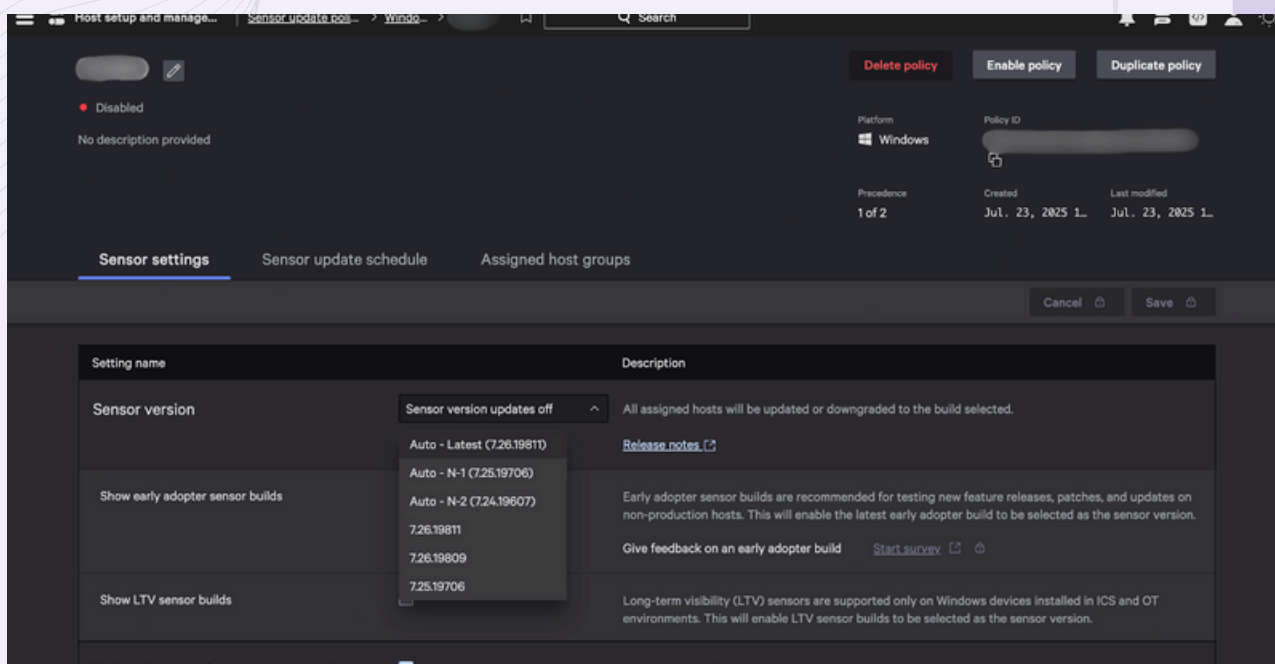 Host setup and manage... Sensor update poli... > Windo... > Search
Delete policy Enable policy Duplicate policy
Disabled
No description provided
Platform Policy ID
Windows
Precedence Created Last modified
1 of 2 Jul. 23, 2025 1… Jul. 23, 2025 1…
Sensor settings Sensor update schedule Assigned host groups
Cancel Save
Setting name Description
Sensor version Sensor version updates off All assigned hosts will be updated or downgraded to the build selected.
Auto - Latest (7.26.19811) Release notes
Auto - N-1 (7.25.19706)
Show early adopter sensor builds Auto - N-2 (7.24.19607) Early adopter sensor builds are recommended for testing new feature releases, patches, and updates on
non-production hosts. This will enable the latest early adopter build to be selected as the sensor version.
7.26.19811
7.26.19809 Give feedback on an early adopter build Start survey
7.25.19706
Show LTV sensor builds Long-term visibility (LTV) sensors are supported only on Windows devices installed in ICS and OT
environments. This will enable LTV sensor builds to be selected as the sensor version.